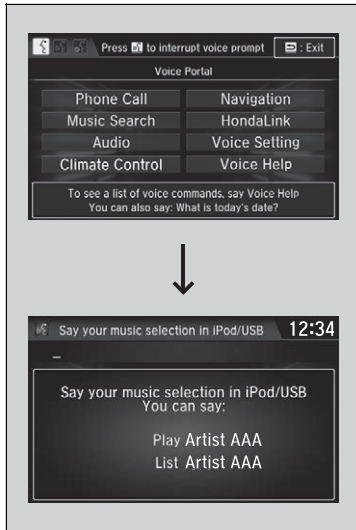 Press to interrupt voice prompt
: Exit
Voice Portal
Phone Call
Navigation
Music Search
HondaLink
Audio
Voice Setting
Climate Control
Voice Help
To see a list of voice commands, say Voice Help
You can also say: What is today's date?
Say your music selection in iPod/USB
12:34
Say your music selection in iPod/USB
You can say:
Play Artist AAA
List Artist AAA